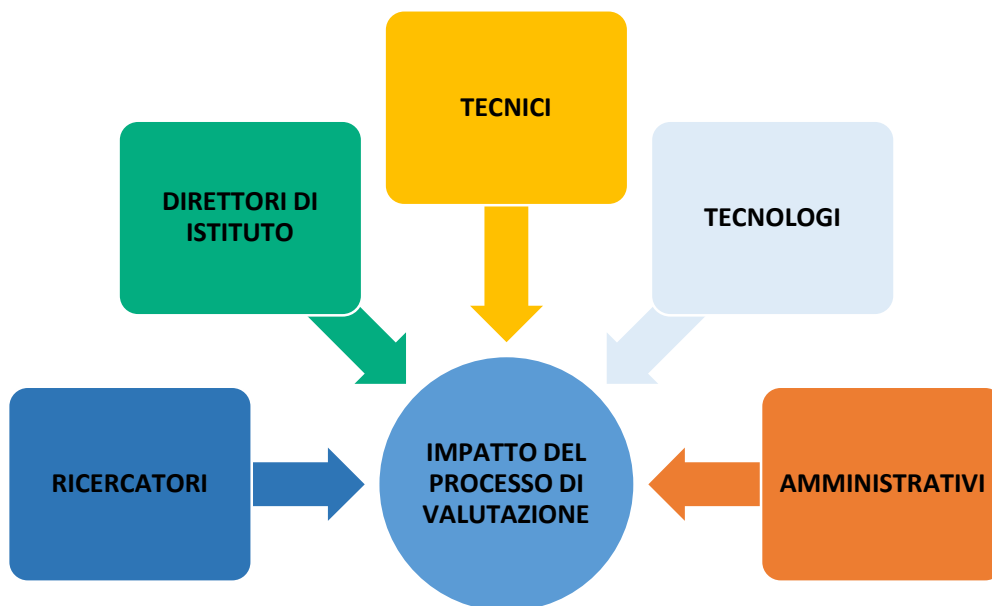 TECNICI
DIRETTORI DI
ISTITUTO
TECNOLOGI
RICERCATORI
IMPATTO DEL
PROCESSO DI
VALUTAZIONE
AMMINISTRATIVI